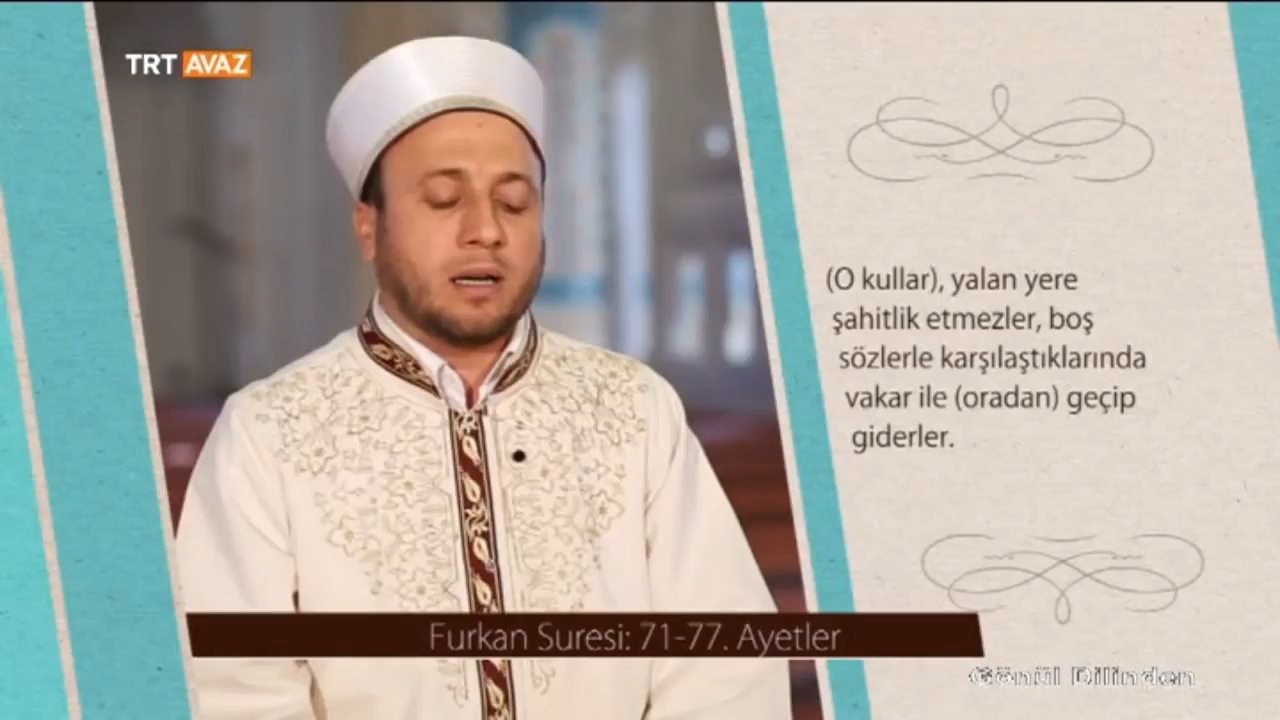 TRT AVAZ
(O kullar), yalan yere
şahitlik etmezler, boş
sözlerle karşılaştıklarında
vakar ile (oradan) geçip
giderler.
Furkan Suresi: 71-77. Ayetler
Gönül Dilinden